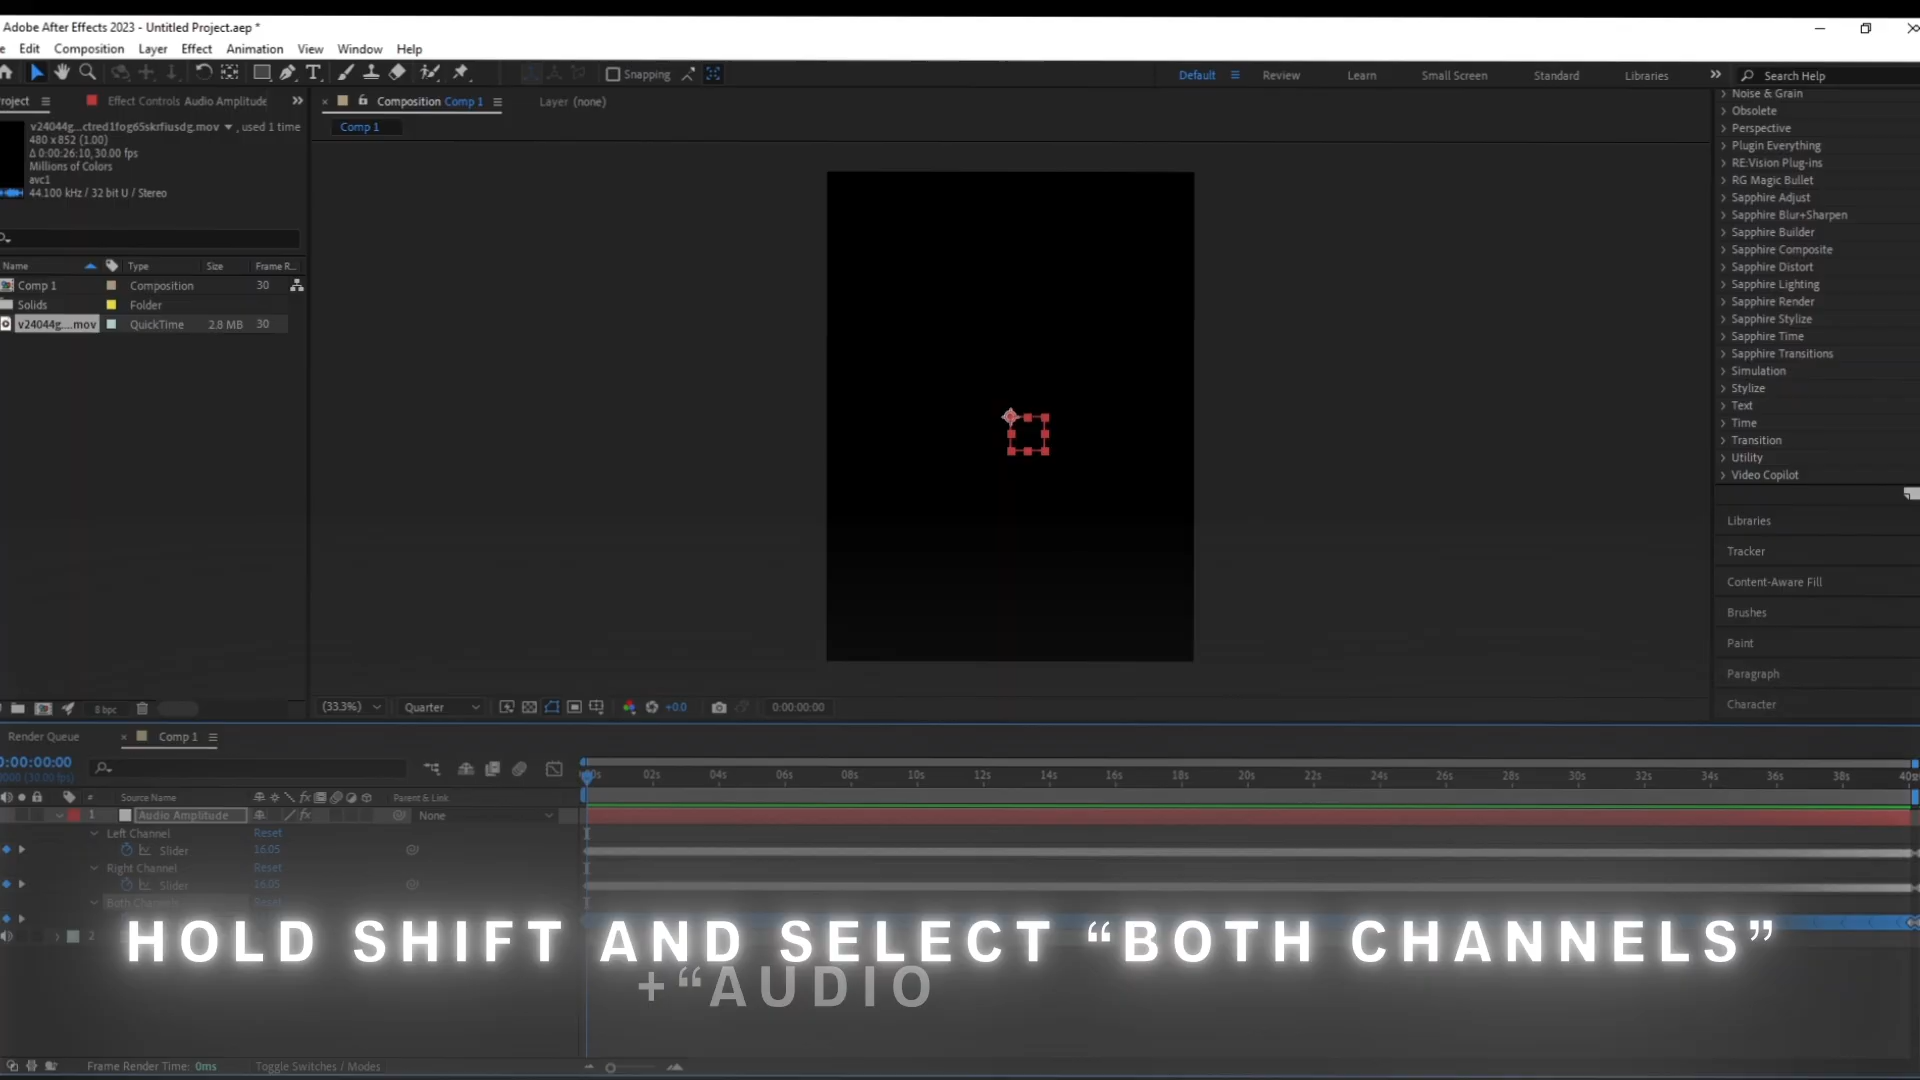 Adobe After Effects 2023 - Untitled Project.aep *
Edit Composition Layer Effect Animation View Window Help
Snapping
Default Review Learn Small Screen Standard Libraries
Search Help
roject
Effect Controls Audio Amplitude
Composition Comp 1
Layer (none)
Comp 1
v24044g...ctred1fog65skrfiusdg.mov , used 1 time
480 x 852 (1.00)
Δ 0:00:26:10, 30.00 fps
Millions of Colors
avc1
44.100 kHz / 32 bit U / Stereo
Name Type Size Frame R...
Comp 1 Composition 30
Solids Folder
v24044g....mov QuickTime 2.8 MB 30
Noise & Grain
Obsolete
Perspective
Plugin Everything
RE:Vision Plug-ins
RG Magic Bullet
Sapphire Adjust
Sapphire Blur+Sharpen
Sapphire Builder
Sapphire Composite
Sapphire Distort
Sapphire Lighting
Sapphire Render
Sapphire Stylize
Sapphire Time
Sapphire Transitions
Simulation
Stylize
Text
Time
Transition
Utility
Video Copilot
Libraries
Tracker
Content-Aware Fill
Brushes
Paint
Paragraph
Character
8 bpc
(33.3%) Quarter +0.0 0:00:00:00
Render Queue Comp 1
0:00:00:00
(30.00 fps)
02s 04s 06s 08s 10s 12s 14s 16s 18s 20s 22s 24s 26s 28s 30s 32s 34s 36s 38s 40s
# Source Name Parent & Link
1 Audio Amplitude None
Left Channel Reset
Slider 16.05
Right Channel Reset
Slider 16.05
Both Channels Reset
2
HOLD SHIFT AND SELECT “BOTH CHANNELS”
+“AUDIO
Frame Render Time: 0ms Toggle Switches / Modes